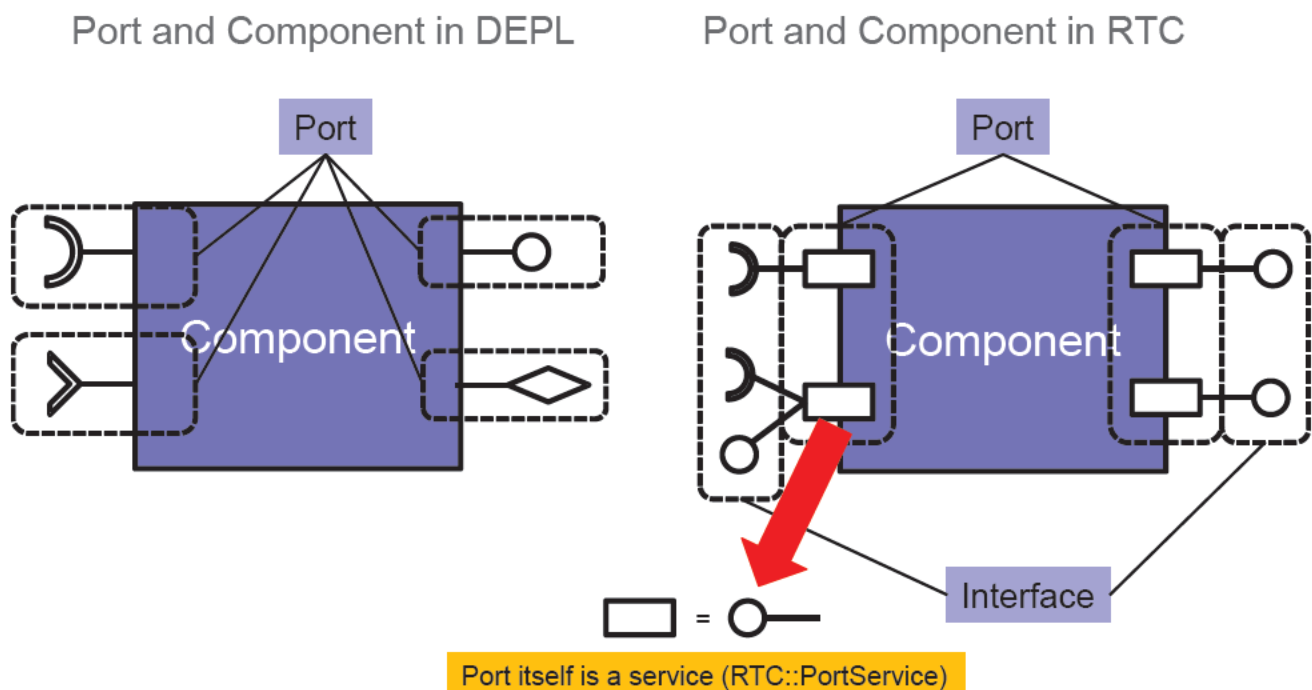 Port and Component in DEPL
Port and Component in RTC
Port
Component
Port
Component
Interface
=
Port itself is a service (RTC::PortService)